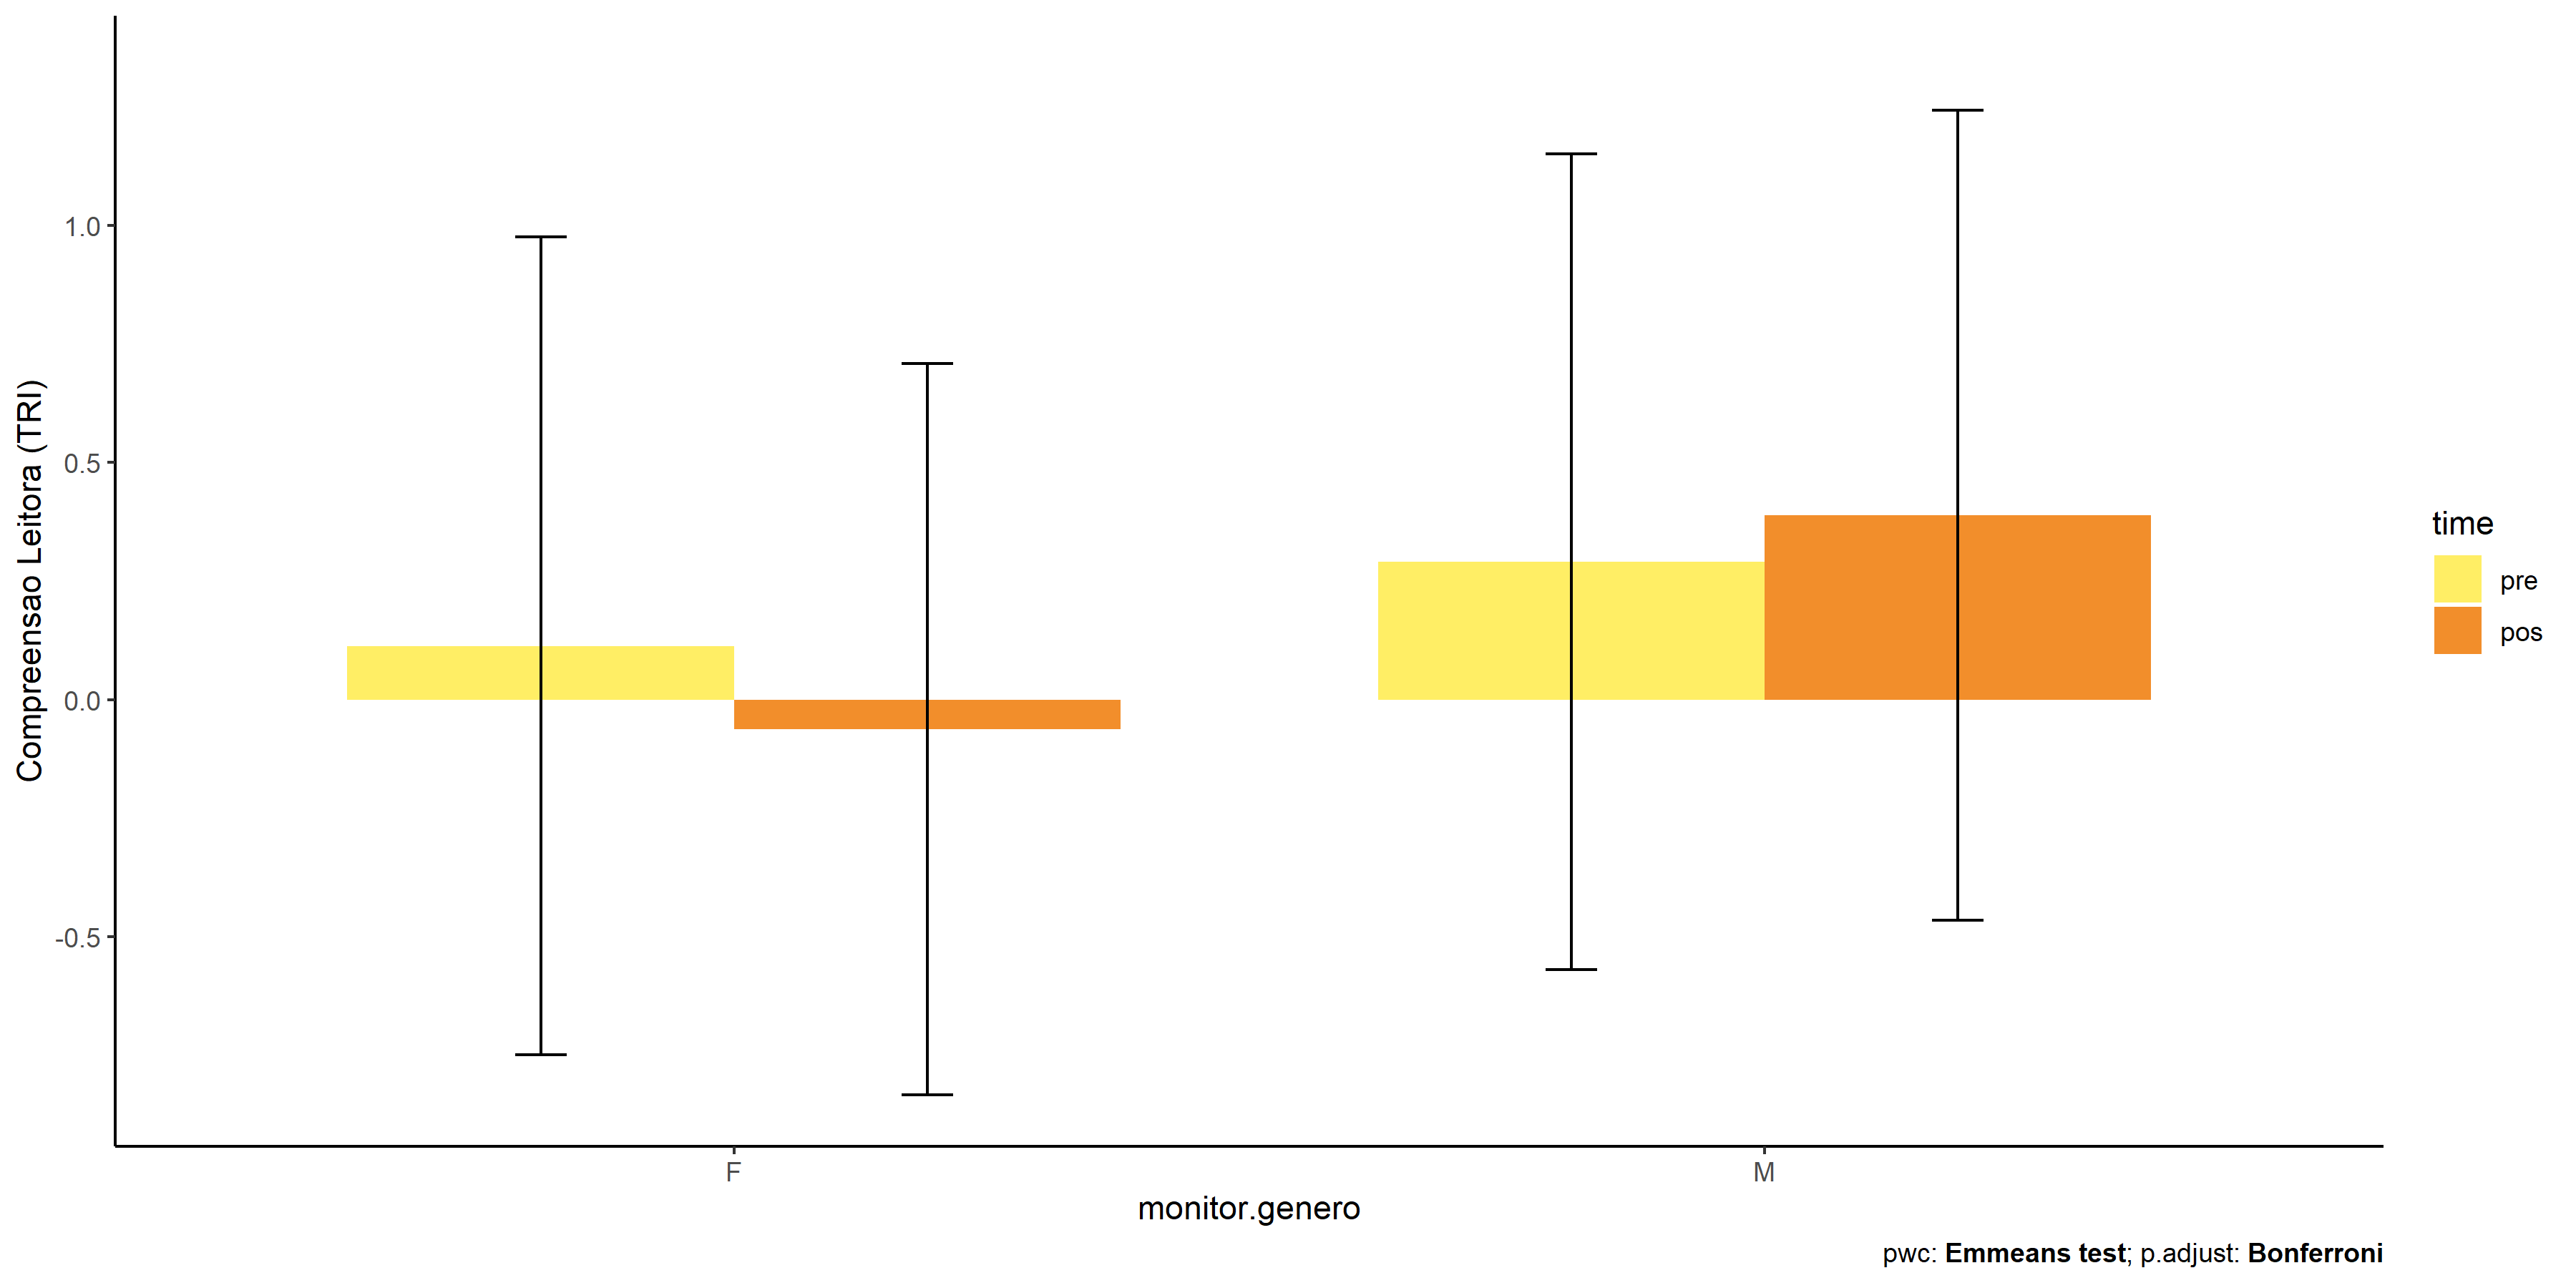 Compreensao Leitora (TRI)
1.0
0.5
0.0
-0.5
F
M
monitor.genero
time
pre
pos
pwc: Emmeans test; p.adjust: Bonferroni